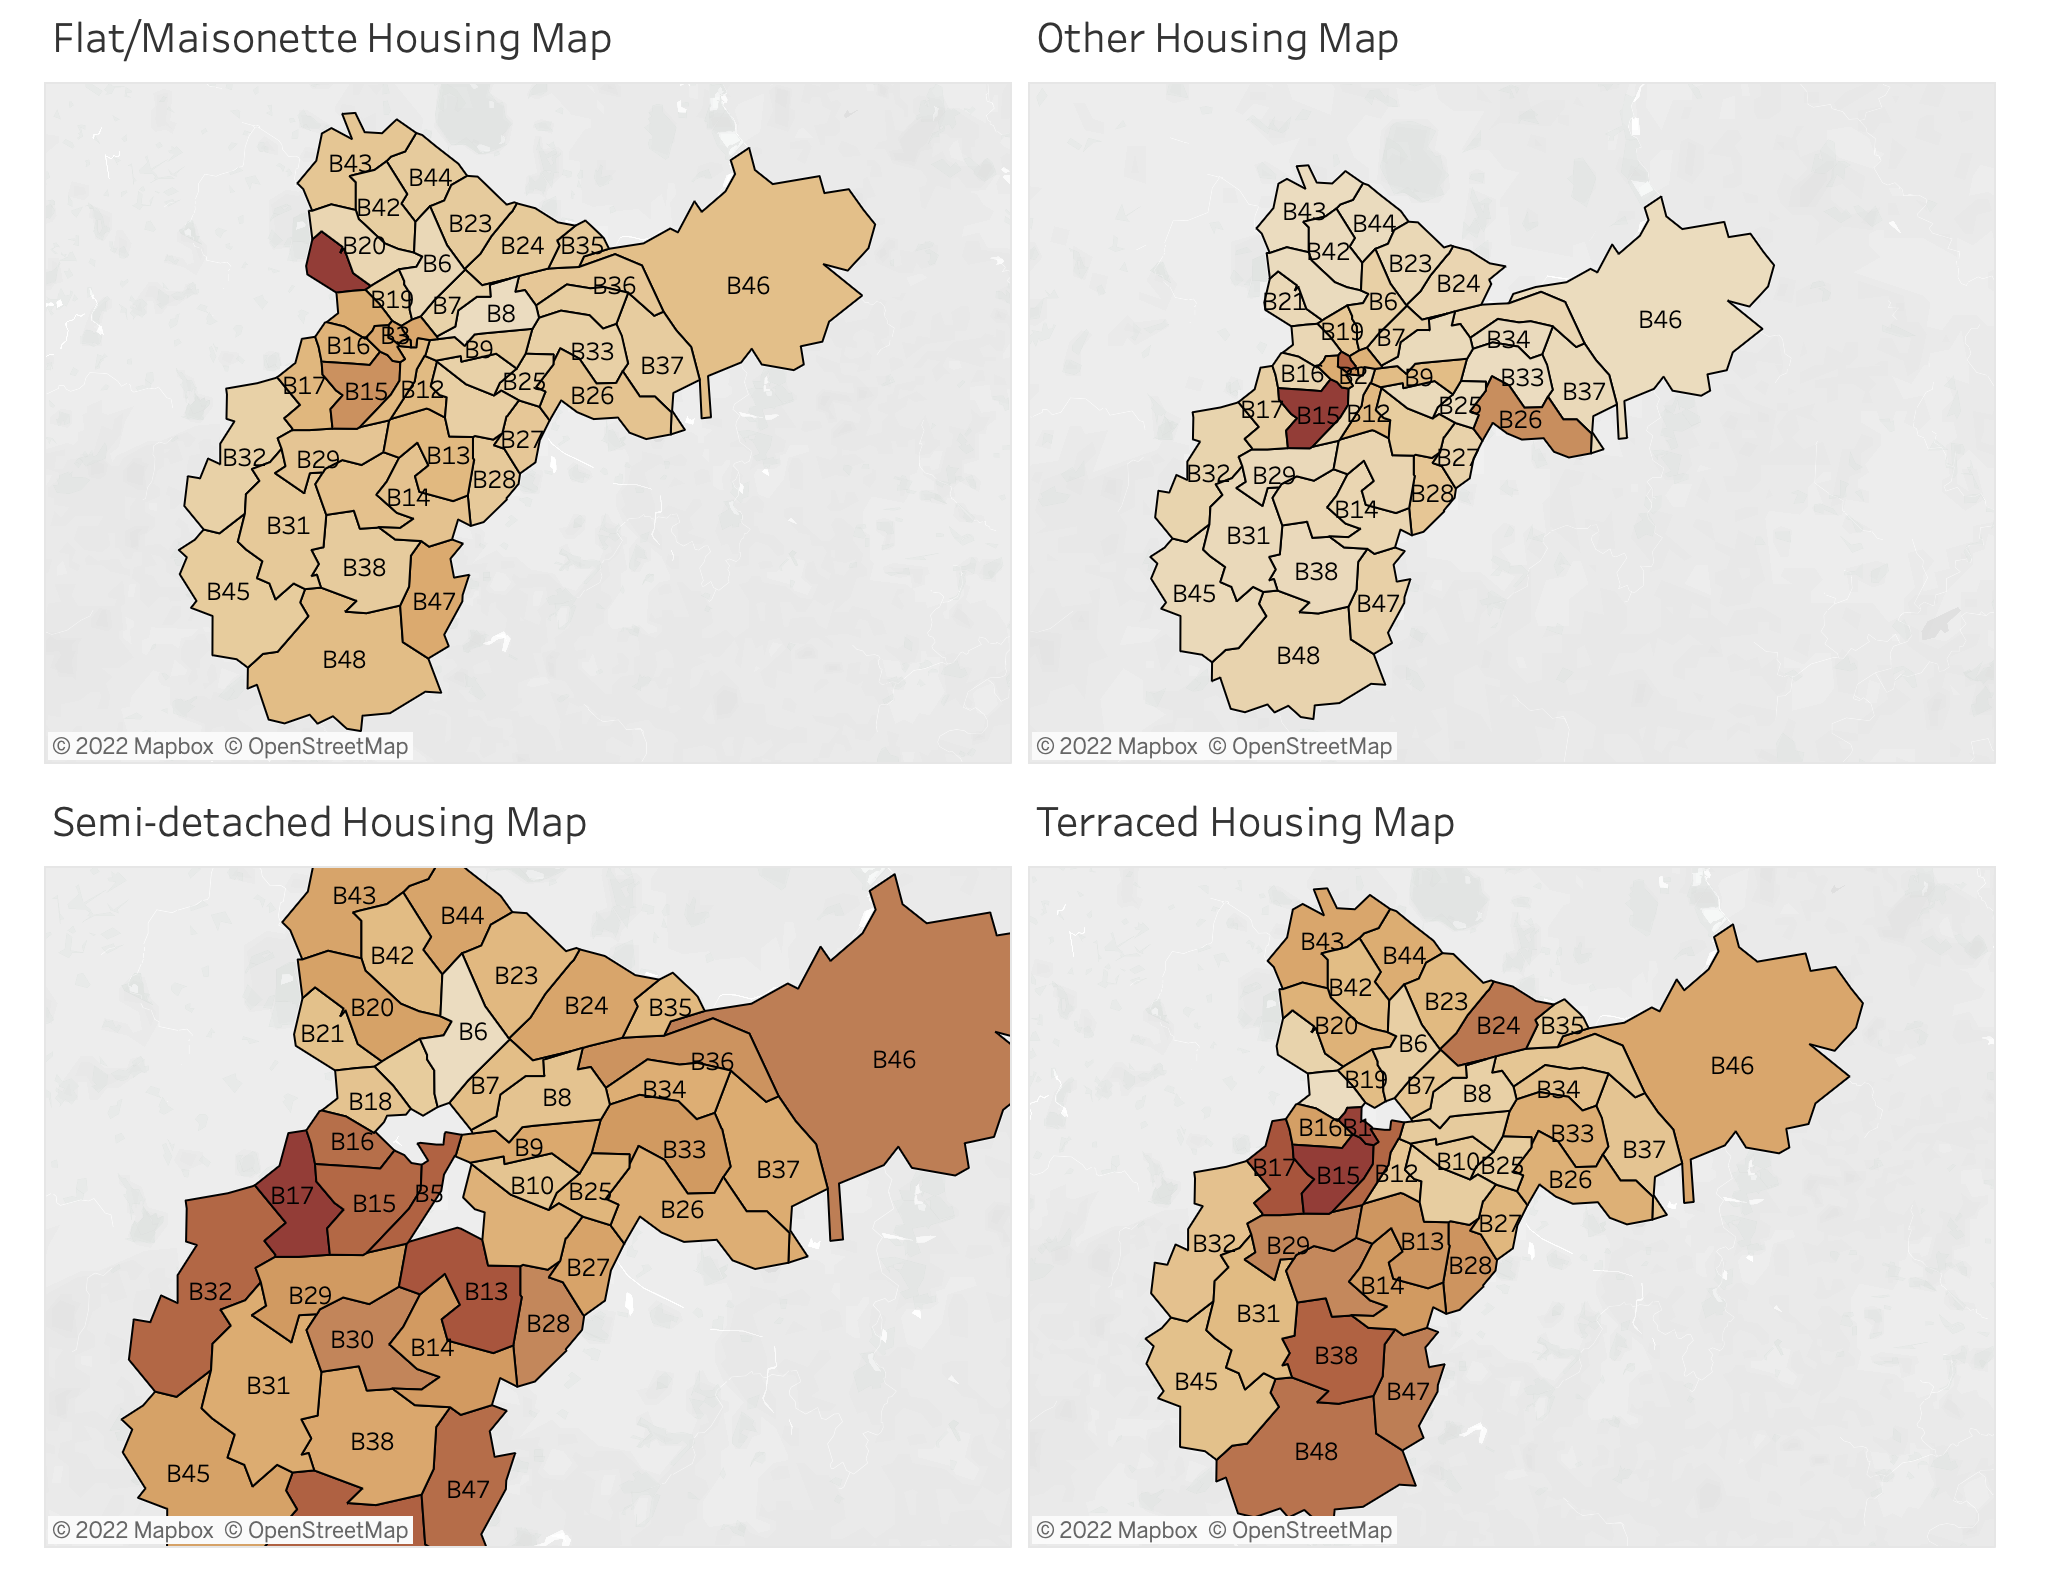 Flat/Maisonette Housing Map
B43
B44
B42
B23
B20
B24
B35
B6
B36
B46
B19
B7
B8
B3
B16
B9
B33
B37
B17
B15
B12
B25
B26
B27
B32
B29
B13
B28
B14
B31
B38
B45
B47
B48
© 2022 Mapbox © OpenStreetMap
Other Housing Map
B43
B44
B42
B23
B24
B21
B6
B46
B19
B7
B34
B16
B2
B9
B33
B37
B17
B15
B12
B25
B26
B27
B32
B29
B28
B14
B31
B38
B45
B47
B48
© 2022 Mapbox © OpenStreetMap
Semi-detached Housing Map
B43
B44
B42
B23
B20
B24
B35
B21
B6
B36
B46
B7
B34
B18
B8
B16
B9
B33
B37
B17
B15
B5
B10
B25
B26
B27
B32
B29
B13
B30
B28
B14
B31
B38
B45
B47
© 2022 Mapbox © OpenStreetMap
Terraced Housing Map
B43
B44
B42
B23
B20
B24
B35
B6
B46
B19
B7
B8
B34
B16
B1
B33
B37
B17
B15
B12
B10
B25
B26
B27
B32
B29
B13
B28
B14
B31
B38
B45
B47
B48
© 2022 Mapbox © OpenStreetMap